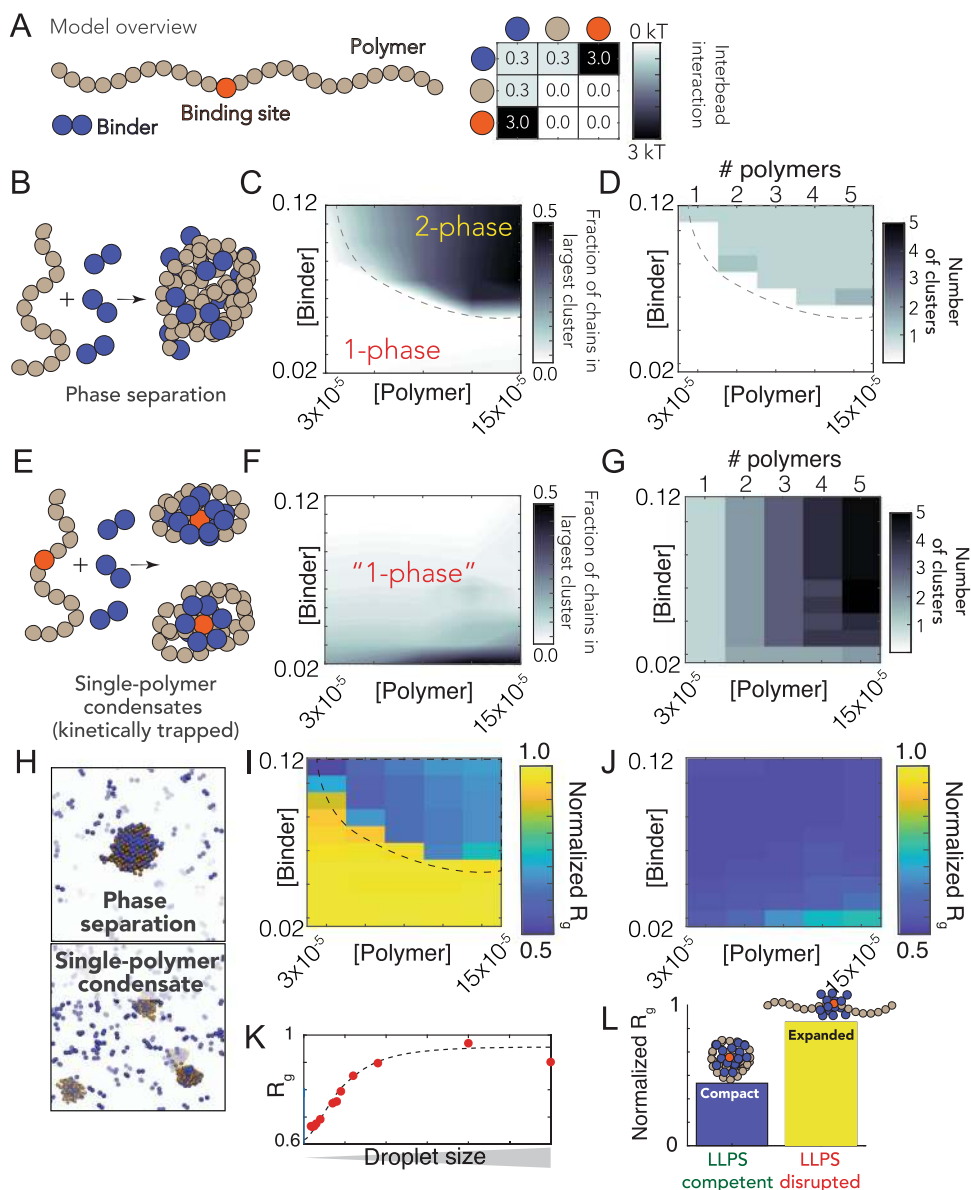 A Model overview
Polymer
Binding site
Binder
0.3 0.3 3.0
0.3 0.0 0.0
3.0 0.0 0.0
0 kT
3 kT
Interbead
interaction
B
+
Phase separation
C
0.12
[Binder]
0.02
2-phase
1-phase
3x10-5
[Polymer]
15x10-5
0.5
0.0
Fraction of chains in
largest cluster
D
# polymers
1 2 3 4 5
0.12
[Binder]
0.02
3x10-5
[Polymer]
15x10-5
5
4
3
2
1
Number
of clusters
E
+
Single-polymer
condensates
(kinetically trapped)
F
0.12
[Binder]
0.02
"1-phase"
3x10-5
[Polymer]
15x10-5
0.5
0.0
Fraction of chains in
largest cluster
G
# polymers
1 2 3 4 5
0.12
[Binder]
0.02
3x10-5
[Polymer]
15x10-5
5
4
3
2
1
Number
of clusters
H
Phase
separation
Single-polymer
condensate
I
0.12
[Binder]
0.02
3x10-5
[Polymer]
15x10-5
1.0
0.5
Normalized Rg
J
0.12
[Binder]
0.02
3x10-5
[Polymer]
15x10-5
1.0
0.5
Normalized Rg
K
1
Rg
0.6
Droplet size
L
Normalized Rg
1
0
Compact
Expanded
LLPS
competent
LLPS
disrupted